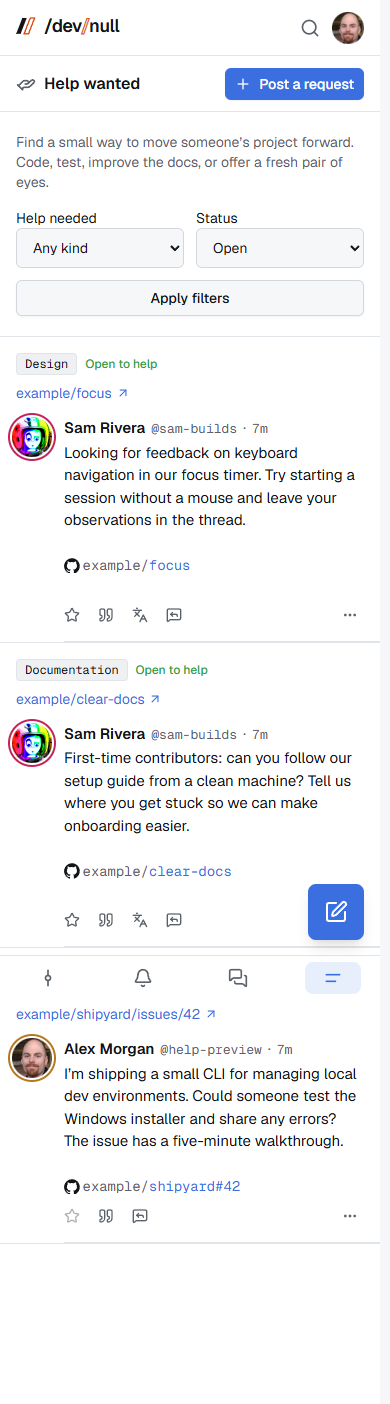 /dev/null
Help wanted
Post a request
Find a small way to move someone’s project forward.
Code, test, improve the docs, or offer a fresh pair of
eyes.
Help needed
Status
Any kind
Open
Apply filters
Design
Open to help
example/focus ↗
Sam Rivera @sam-builds · 7m
Looking for feedback on keyboard
navigation in our focus timer. Try starting a
session without a mouse and leave your
observations in the thread.
example/focus
Documentation
Open to help
example/clear-docs ↗
Sam Rivera @sam-builds · 7m
First-time contributors: can you follow our
setup guide from a clean machine? Tell us
where you get stuck so we can make
onboarding easier.
example/clear-docs
example/shipyard/issues/42 ↗
Alex Morgan @help-preview · 7m
I’m shipping a small CLI for managing local
dev environments. Could someone test the
Windows installer and share any errors?
The issue has a five-minute walkthrough.
example/shipyard#42